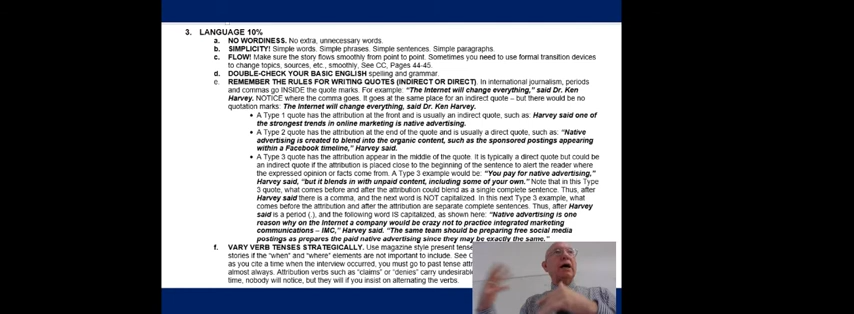 3. LANGUAGE 10%
a. NO WORDINESS. No extra, unnecessary words.
b. SIMPLICITY! Simple words. Simple phrases. Simple sentences. Simple paragraphs.
c. FLOW! Make sure the story flows smoothly from point to point. Sometimes you need to use formal transition devices
to change topics, sources, etc., smoothly, See CC, Pages 44-45.
d. DOUBLE-CHECK YOUR BASIC ENGLISH spelling and grammar.
e. REMEMBER THE RULES FOR WRITING QUOTES (INDIRECT OR DIRECT). In international journalism, periods
and commas go INSIDE the quote marks. For example: "The Internet will change everything," said Dr. Ken
Harvey. NOTICE where the comma goes. It goes at the same place for an indirect quote – but there would be no
quotation marks: The Internet will change everything, said Dr. Ken Harvey.
• A Type 1 quote has the attribution at the front and is usually an indirect quote, such as: Harvey said one of
the strongest trends in online marketing is native advertising.
• A Type 2 quote has the attribution at the end of the quote and is usually a direct quote, such as: "Native
advertising is created to blend into the organic content, such as the sponsored postings appearing
within a Facebook timeline," Harvey said.
• A Type 3 quote has the attribution appear in the middle of the quote. It is typically a direct quote but could be
an indirect quote if the attribution is placed close to the beginning of the sentence to alert the reader where
the expressed opinion or facts come from. A Type 3 example would be: "You pay for native advertising,"
Harvey said, "but it blends in with unpaid content, including some of your own." Note that in this Type
3 quote, what comes before and after the attribution could blend as a single complete sentence. Thus, after
Harvey said there is a comma, and the next word is NOT capitalized. In this next Type 3 example, what
comes before the attribution and after the attribution are separate complete sentences. Thus, after Harvey
said is a period (.), and the following word IS capitalized, as shown here: "Native advertising is one
reason why on the Internet a company would be crazy not to practice integrated marketing
communications – IMC," Harvey said. "The same team should be preparing free social media
postings as prepares the paid native advertising since they may be exactly the same."
f. VARY VERB TENSES STRATEGICALLY. Use magazine style present tense
stories if the "when" and "where" elements are not important to include. See
as you cite a time when the interview occurred, you must go to past tense
almost always. Attribution verbs such as "claims" or "denies" carry undesirable
time, nobody will notice, but they will if you insist on alternating the verbs.